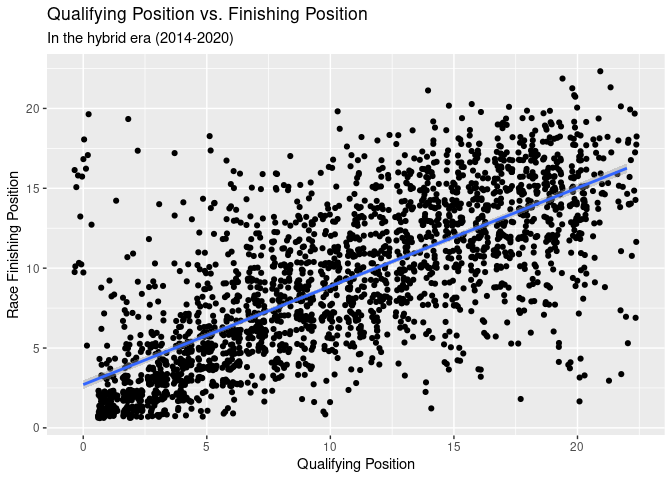 Qualifying Position vs. Finishing Position
In the hybrid era (2014-2020)
20
15
10
5
0
Race Finishing Position
0 5 10 15 20
Qualifying Position